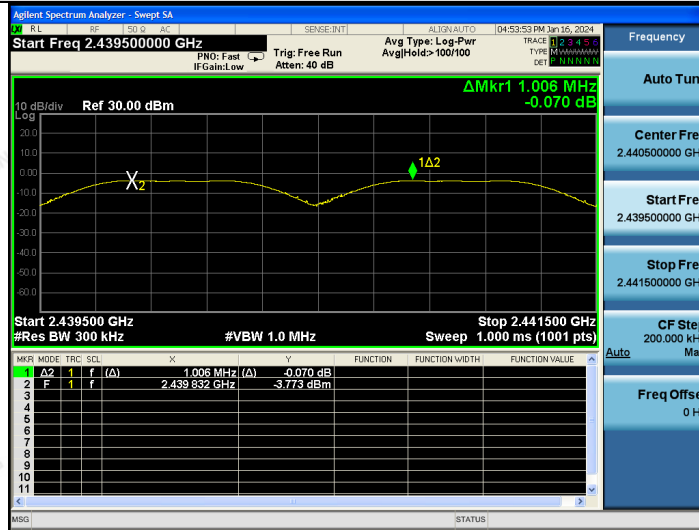 Agilent Spectrum Analyzer - Swept SA
LXI RL RF 50 Ω AC SENSE:INT ALIGNAUTO 04:53:53 PM Jan 16, 2024
Start Freq 2.439500000 GHz
PNO: Fast
IFGain:Low
Trig: Free Run
Atten: 40 dB
Avg Type: Log-Pwr
Avg|Hold:>100/100
TRACE 1 2 3 4 5 6
TYPE M
DET P N N N N N
ΔMkr1 1.006 MHz
-0.070 dB
10 dB/div Ref 30.00 dBm
Log
20.0
10.0
0.00
-10.0
-20.0
-30.0
-40.0
-50.0
-60.0
2
1Δ2
Start 2.439500 GHz Stop 2.441500 GHz
#Res BW 300 kHz #VBW 1.0 MHz Sweep 1.000 ms (1001 pts)
MKR MODE TRC SCL X Y FUNCTION FUNCTION WIDTH FUNCTION VALUE
1 Δ2 1 f (Δ) 1.006 MHz (Δ) -0.070 dB
2 F 1 f 2.439 832 GHz -3.773 dBm
3
4
5
6
7
8
9
10
11
MSG STATUS
Frequency
Auto Tun
Center Fre
2.440500000 GH
Start Fre
2.439500000 GH
Stop Fre
2.441500000 GH
CF Ste
200.000 kH
Auto Ma
Freq Offse
0 H